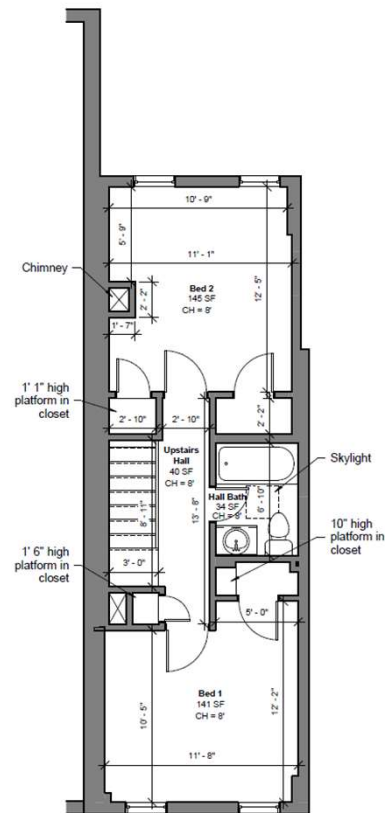 10' - 9"
5' - 9"
11' - 1"
Chimney
Bed 2
145 SF
CH = 8'
12' - 5"
2' - 2"
1' - 7"
1' 1" high
platform in
closet
2' - 10"
2' - 10"
2' - 2"
Upstairs
Hall
40 SF
CH = 8'
Skylight
8' - 11"
13' - 8"
Hall Bath
34 SF
CH = 8'
6' - 10"
10" high
platform in
closet
1' 6" high
platform in
closet
3' - 0"
5' - 0"
Bed 1
141 SF
CH = 8'
10' - 5"
12' - 2"
11' - 8"